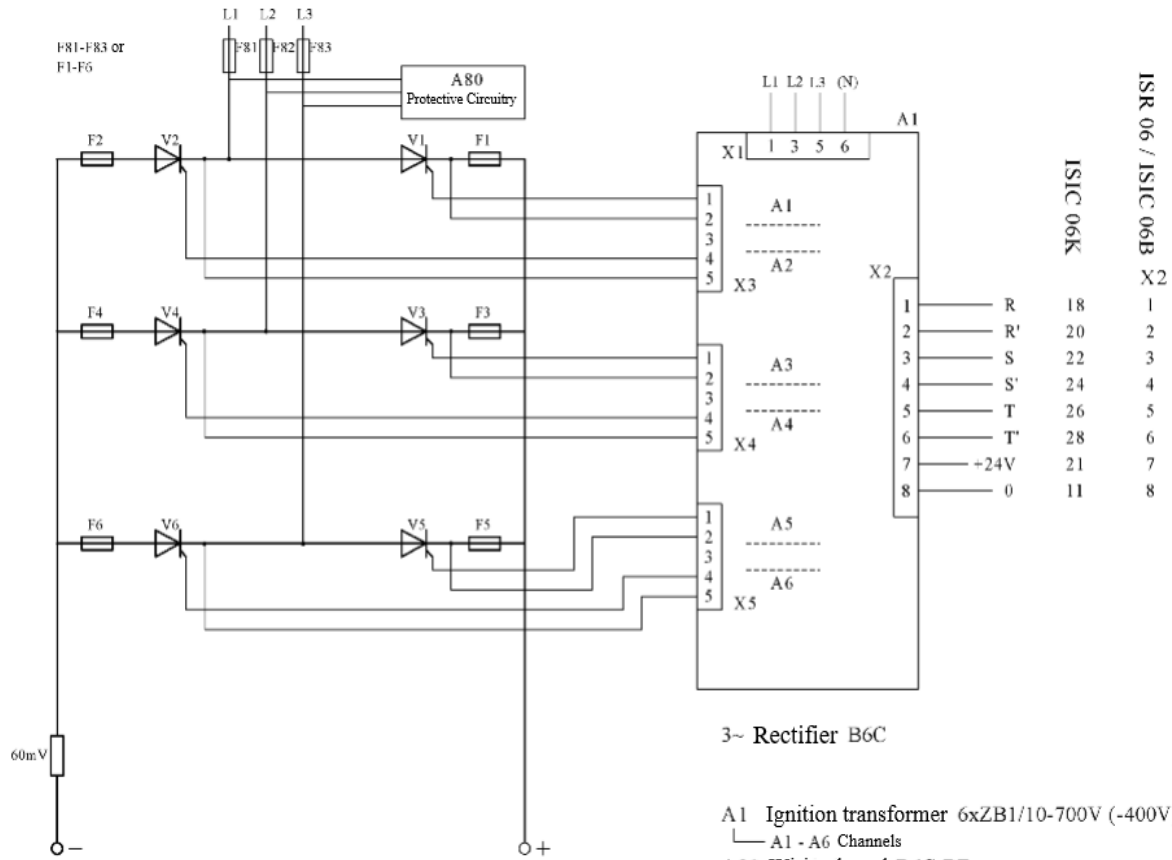 L1 L2 L3
F81-F83 or
F1-F6
F81 F82 F83
A80
Protective Circuitry
F2 V2 V1 F1
F4 V4 V3 F3
F6 V6 V5 F5
60mV
−
+
L1 L2 L3 (N)
A1
X1 1 3 5 6
1
2
3
4
5
X3
A1
A2
1
2
3
4
5
X4
A3
A4
1
2
3
4
5
X5
A5
A6
ISIC 06K
ISR 06 / ISIC 06B
X2 X2
1 R 18 1
2 R' 20 2
3 S 22 3
4 S' 24 4
5 T 26 5
6 T' 28 6
7 +24V 21 7
8 0 11 8
3~ Rectifier B6C
A1 Ignition transformer 6xZB1/10-700V (-400V
A1 - A6 Channels